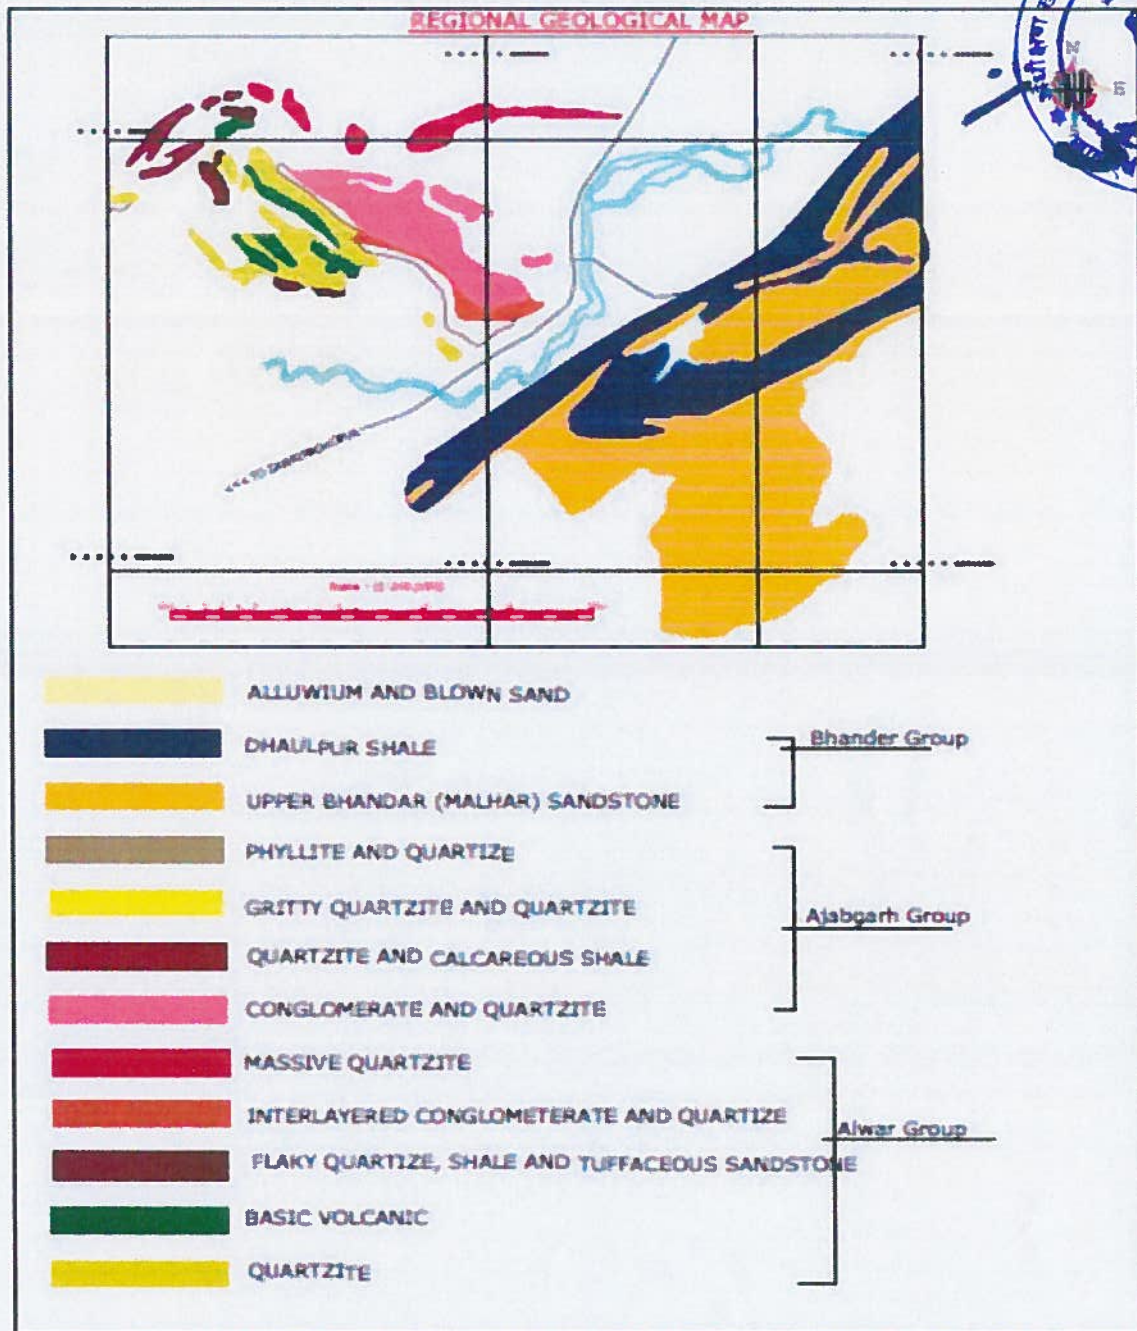 REGIONAL GEOLOGICAL MAP
ALLUWIUM AND BLOWN SAND
DHAULPUR SHALE
Bhander Group
UPPER BHANDAR (MALHAR) SANDSTONE
PHYLLITE AND QUARTIZE
GRITTY QUARTZITE AND QUARTZITE
Ajabgarh Group
QUARTZITE AND CALCAREOUS SHALE
CONGLOMERATE AND QUARTZITE
MASSIVE QUARTZITE
INTERLAYERED CONGLOMETERATE AND QUARTIZE
Alwar Group
FLAKY QUARTIZE, SHALE AND TUFFACEOUS SANDSTONE
BASIC VOLCANIC
QUARTZITE